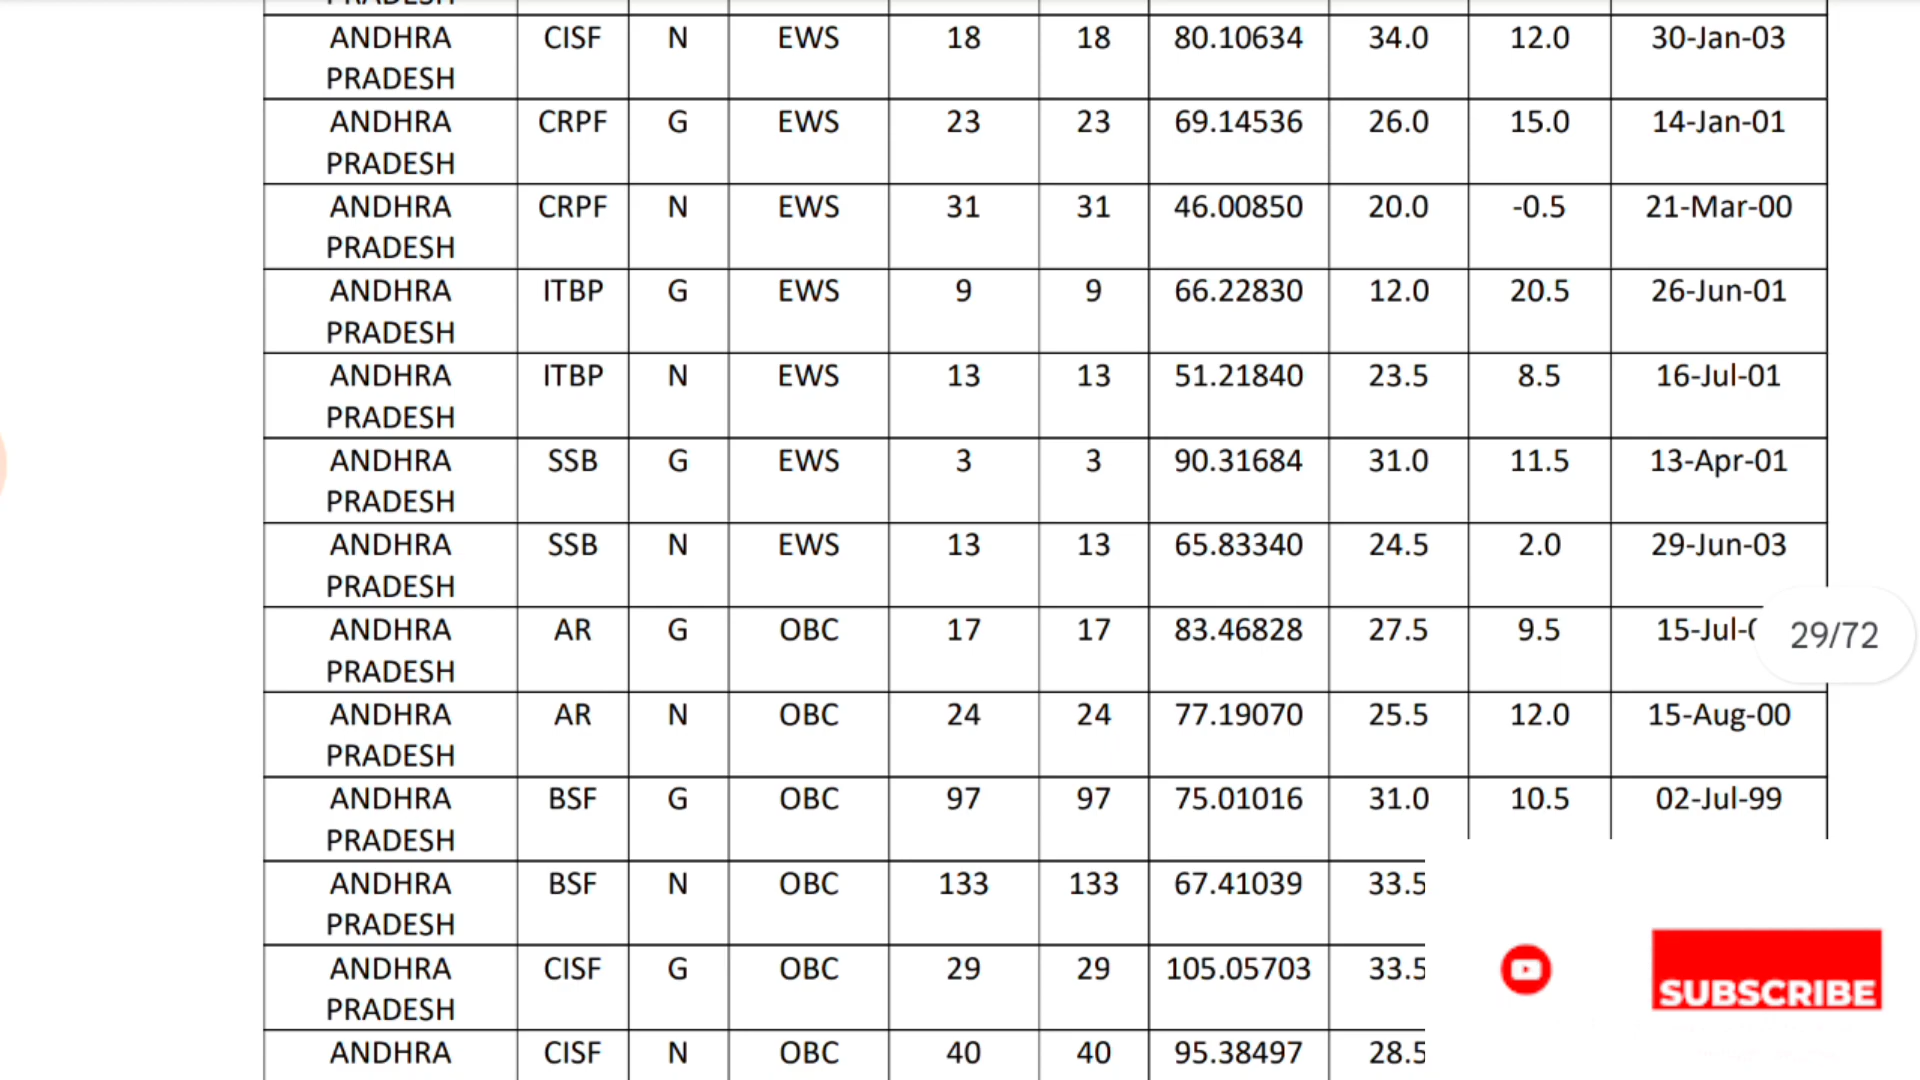 ANDHRA PRADESH CISF N EWS 18 18 80.10634 34.0 12.0 30-Jan-03
ANDHRA PRADESH CRPF G EWS 23 23 69.14536 26.0 15.0 14-Jan-01
ANDHRA PRADESH CRPF N EWS 31 31 46.00850 20.0 -0.5 21-Mar-00
ANDHRA PRADESH ITBP G EWS 9 9 66.22830 12.0 20.5 26-Jun-01
ANDHRA PRADESH ITBP N EWS 13 13 51.21840 23.5 8.5 16-Jul-01
ANDHRA PRADESH SSB G EWS 3 3 90.31684 31.0 11.5 13-Apr-01
ANDHRA PRADESH SSB N EWS 13 13 65.83340 24.5 2.0 29-Jun-03
ANDHRA PRADESH AR G OBC 17 17 83.46828 27.5 9.5 15-Jul-
29/72
ANDHRA PRADESH AR N OBC 24 24 77.19070 25.5 12.0 15-Aug-00
ANDHRA PRADESH BSF G OBC 97 97 75.01016 31.0 10.5 02-Jul-99
ANDHRA PRADESH BSF N OBC 133 133 67.41039 33.5
ANDHRA PRADESH CISF G OBC 29 29 105.05703 33.5
ANDHRA CISF N OBC 40 40 95.38497 28.5
SUBSCRIBE